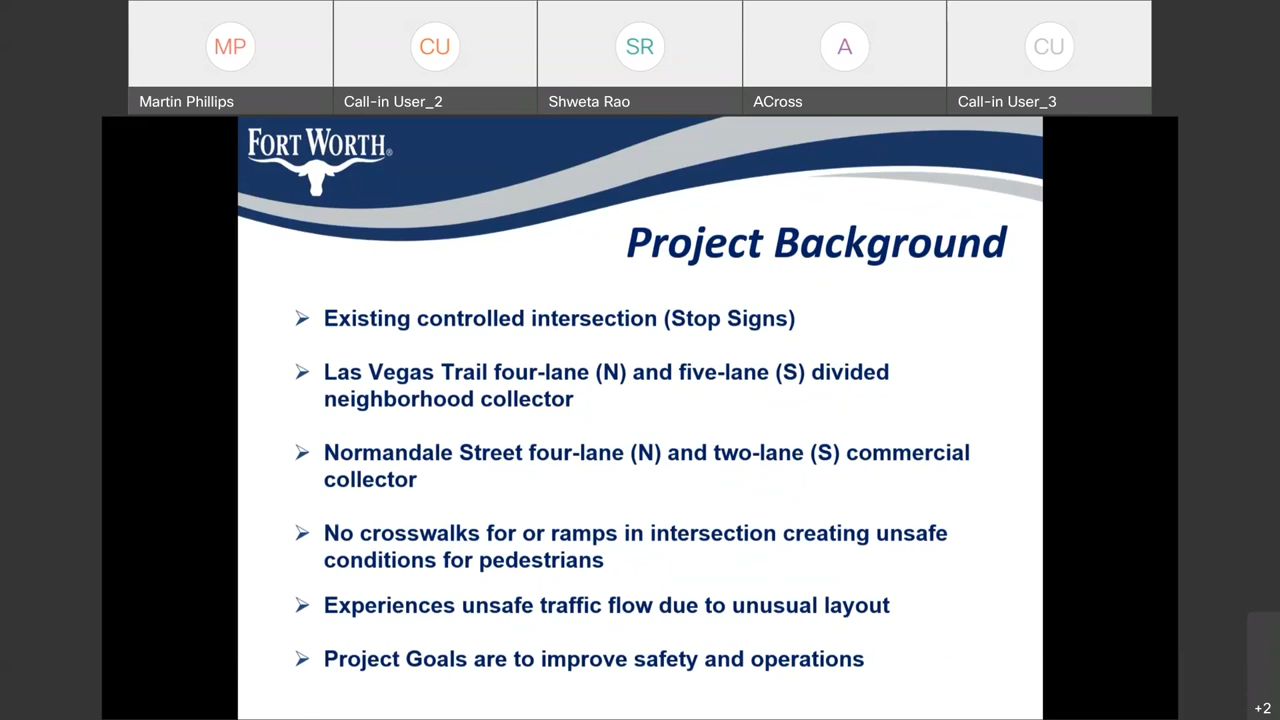 MP
CU
SR
A
CU
Martin Phillips
Call-in User_2
Shweta Rao
ACross
Call-in User_3
FORT WORTH®
Project Background
Existing controlled intersection (Stop Signs)
Las Vegas Trail four-lane (N) and five-lane (S) divided
neighborhood collector
Normandale Street four-lane (N) and two-lane (S) commercial
collector
No crosswalks for or ramps in intersection creating unsafe
conditions for pedestrians
Experiences unsafe traffic flow due to unusual layout
Project Goals are to improve safety and operations
+2